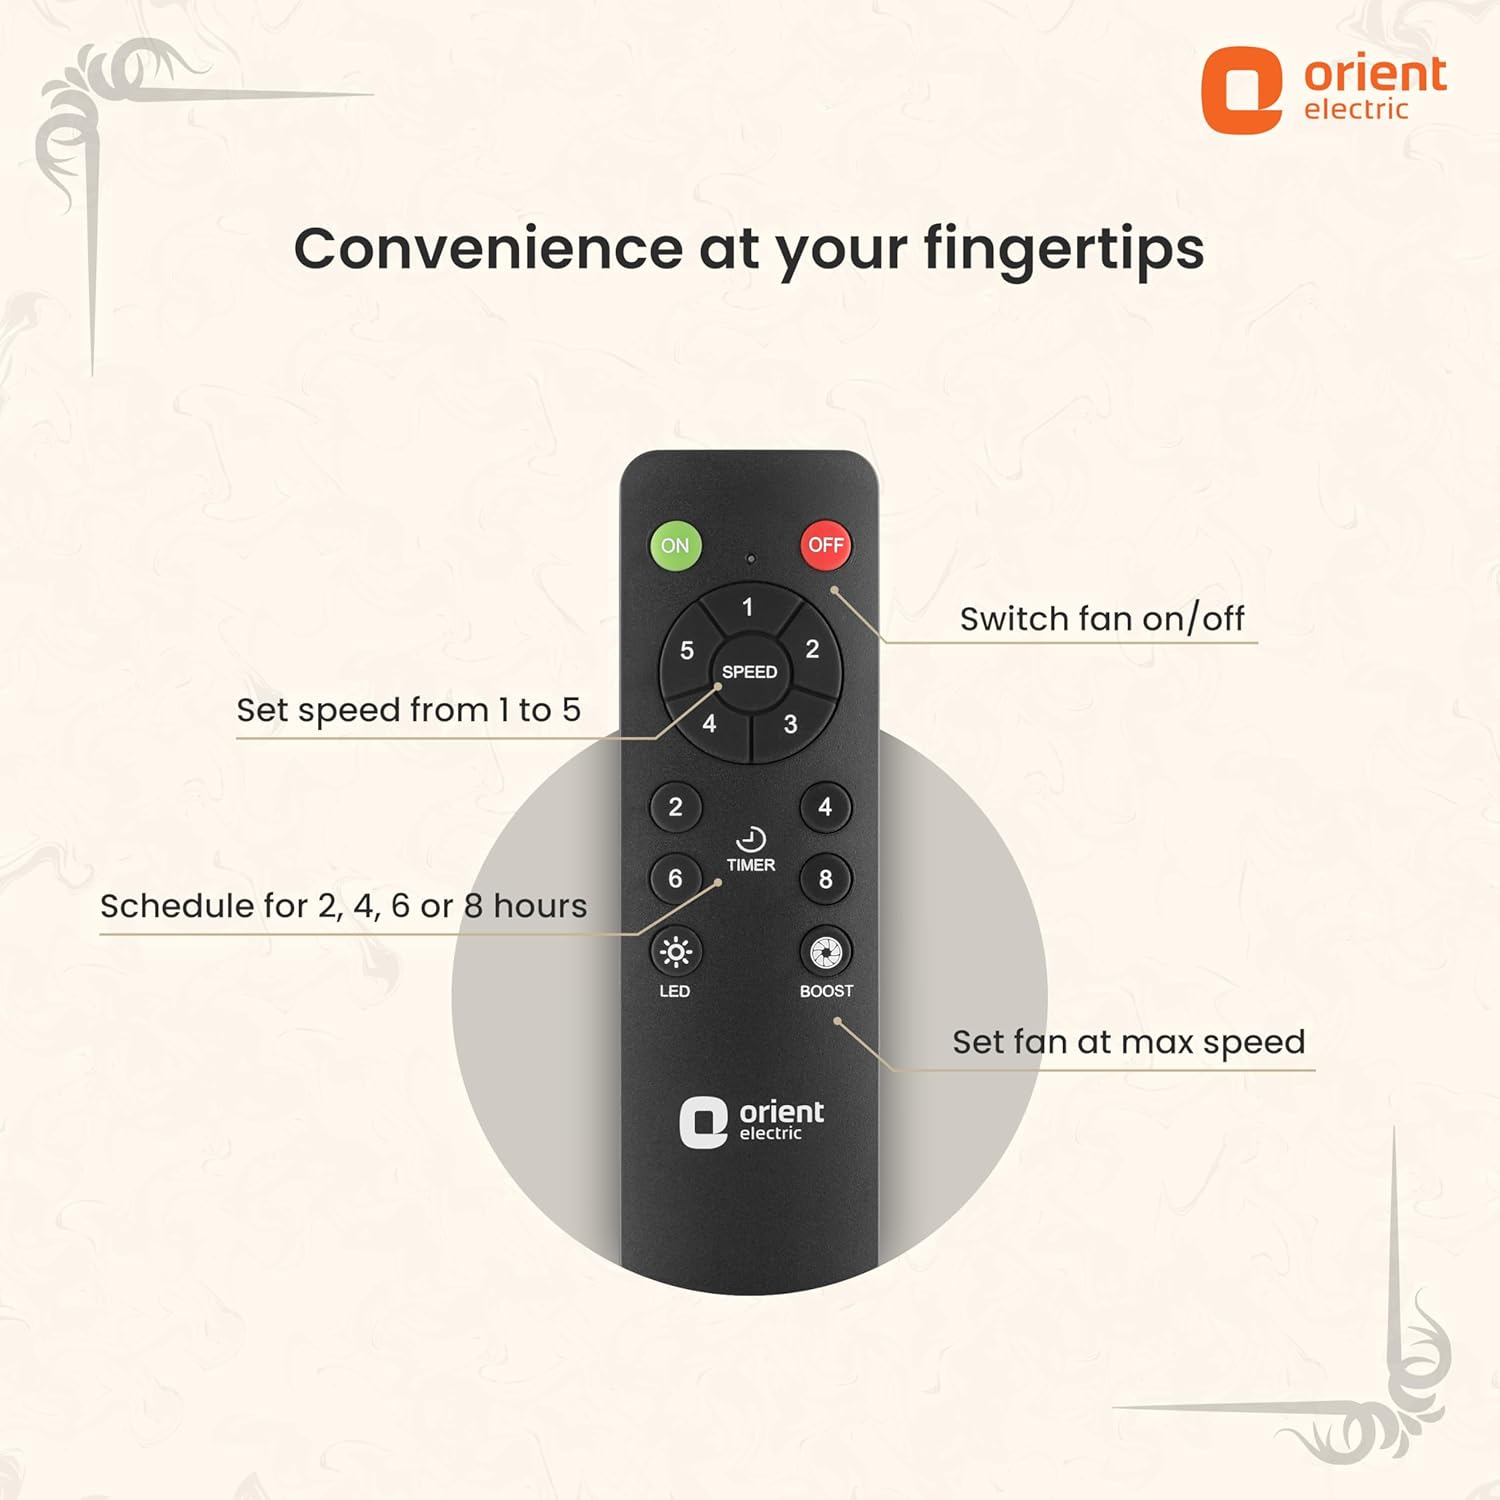 orient
electric
Convenience at your fingertips
ON
OFF
Switch fan on/off
1
5
2
SPEED
Set speed from 1 to 5
4
3
2
4
TIMER
6
8
Schedule for 2, 4, 6 or 8 hours
LED
BOOST
Set fan at max speed
orient
electric